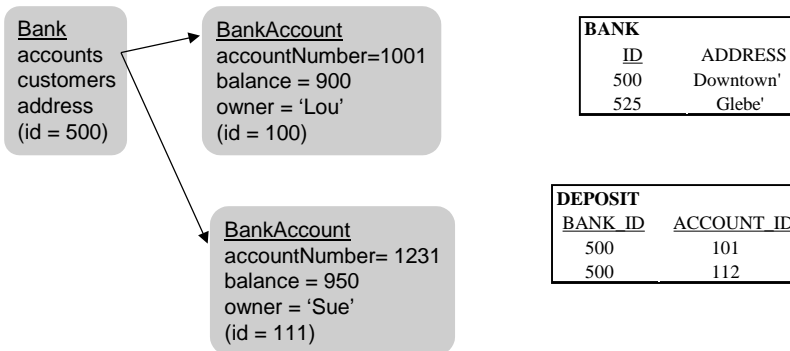 Bank
accounts
customers
address
(id = 500)
BankAccount
accountNumber=1001
balance = 900
owner = ‘Lou’
(id = 100)
BankAccount
accountNumber= 1231
balance = 950
owner = ‘Sue’
(id = 111)
BANK
ID ADDRESS
500 Downtown'
525 Glebe'
DEPOSIT
BANK_ID ACCOUNT_ID
500 101
500 112